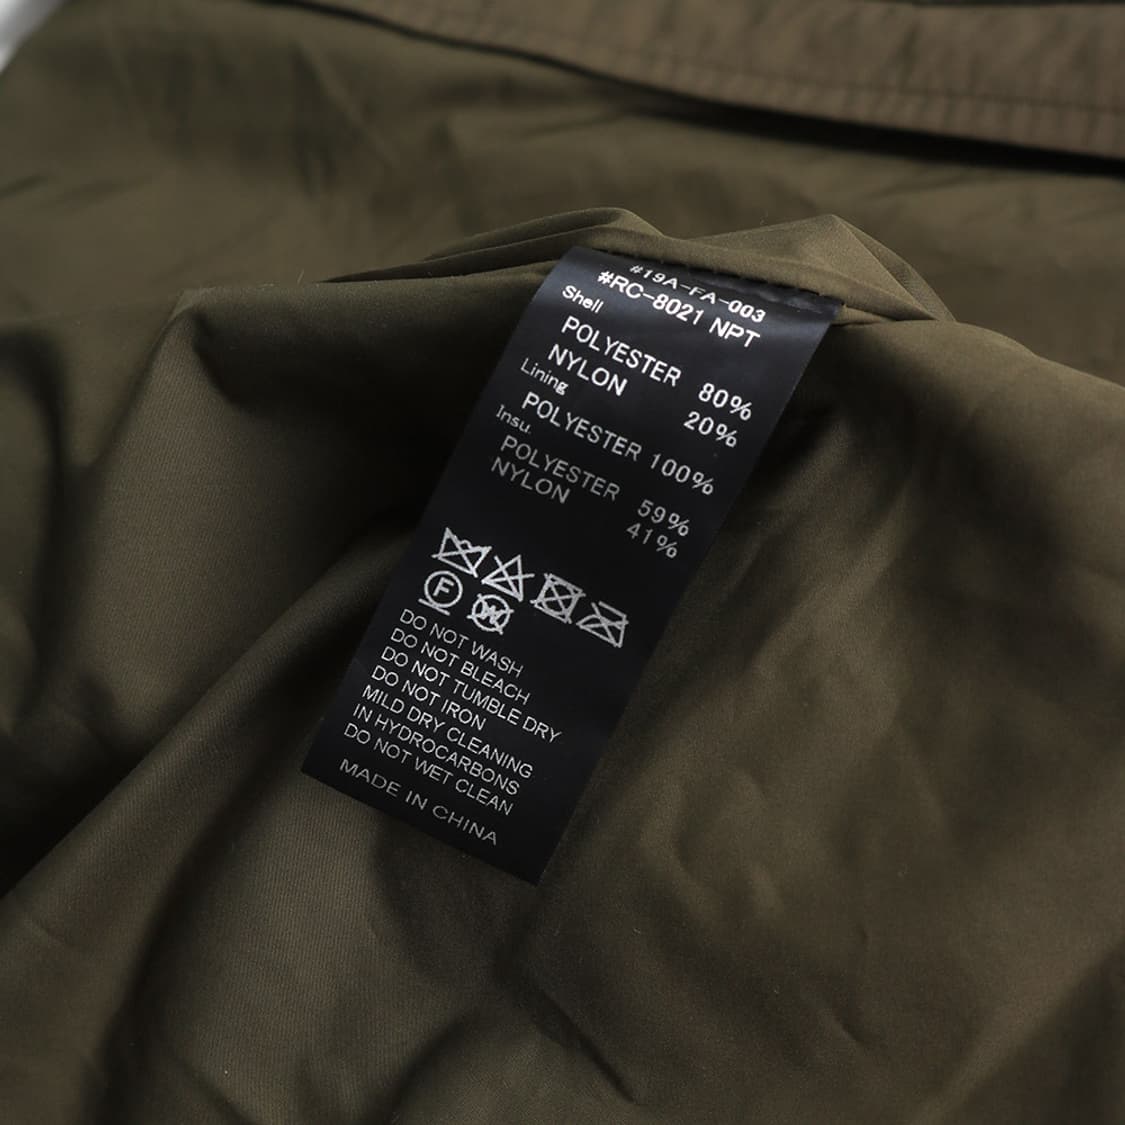 #19A-FA-003
#RC-8021 NPT
Shell
POLYESTER 80%
NYLON 20%
Lining
POLYESTER 100%
Insu.
POLYESTER 59%
NYLON 41%
F W
DO NOT WASH
DO NOT BLEACH
DO NOT TUMBLE DRY
DO NOT IRON
MILD DRY CLEANING
IN HYDROCARBONS
DO NOT WET CLEAN
MADE IN CHINA